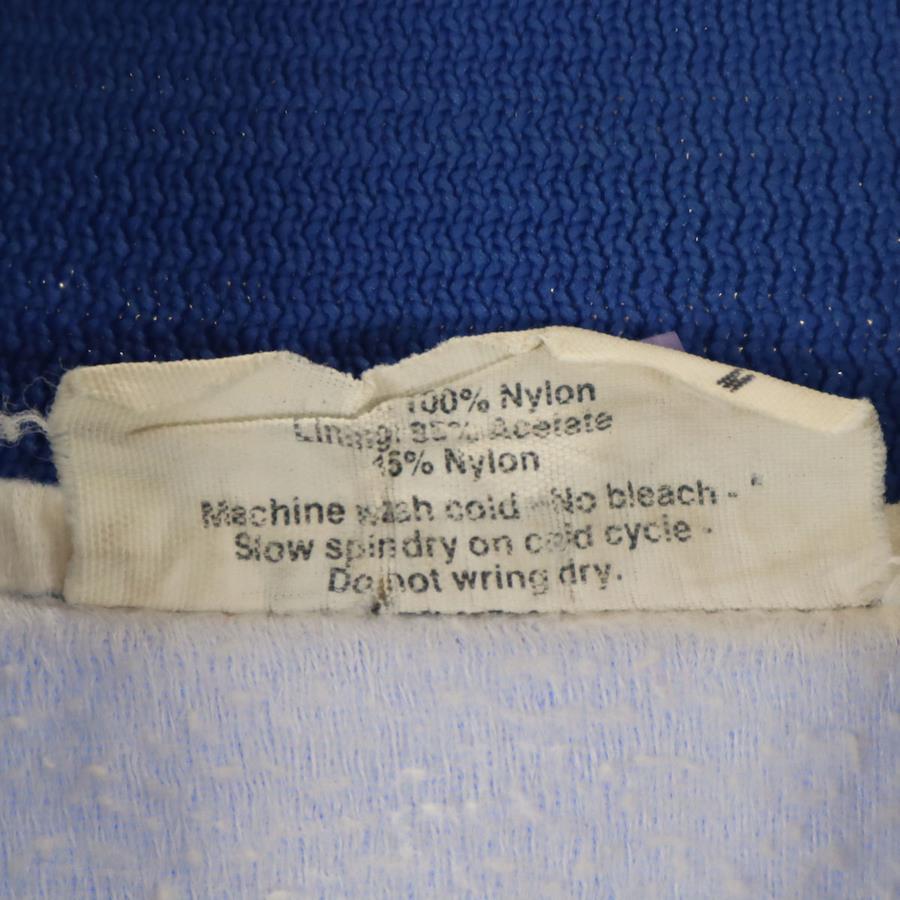 100% Nylon
Lining: 85% Acetate
15% Nylon
Machine wash cold - No bleach -
Slow spin dry on cold cycle -
Do not wring dry.